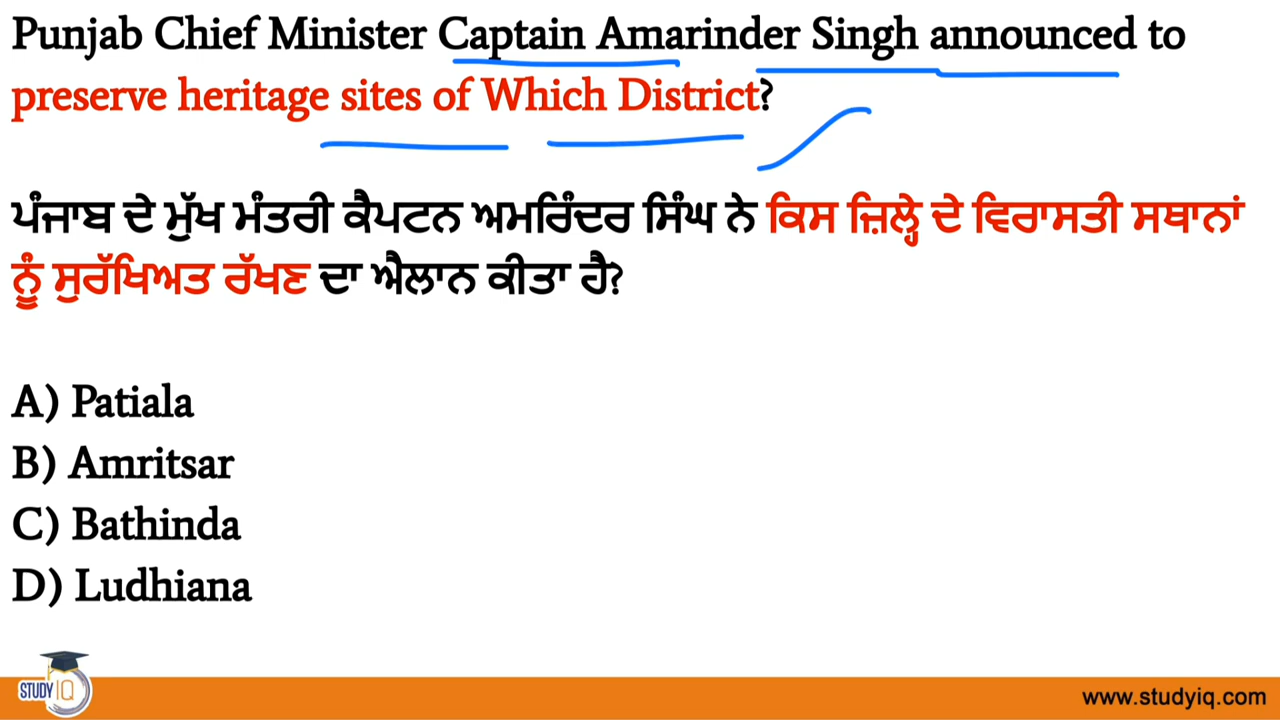 Punjab Chief Minister Captain Amarinder Singh announced to
preserve heritage sites of Which District?
ਪੰਜਾਬ ਦੇ ਮੁੱਖ ਮੰਤਰੀ ਕੈਪਟਨ ਅਮਰਿੰਦਰ ਸਿੰਘ ਨੇ ਕਿਸ ਜ਼ਿਲ੍ਹੇ ਦੇ ਵਿਰਾਸਤੀ ਸਥਾਨਾਂ
ਨੂੰ ਸੁਰੱਖਿਅਤ ਰੱਖਣ ਦਾ ਐਲਾਨ ਕੀਤਾ ਹੈ?
A) Patiala
B) Amritsar
C) Bathinda
D) Ludhiana
STUDY IQ
www.studyiq.com